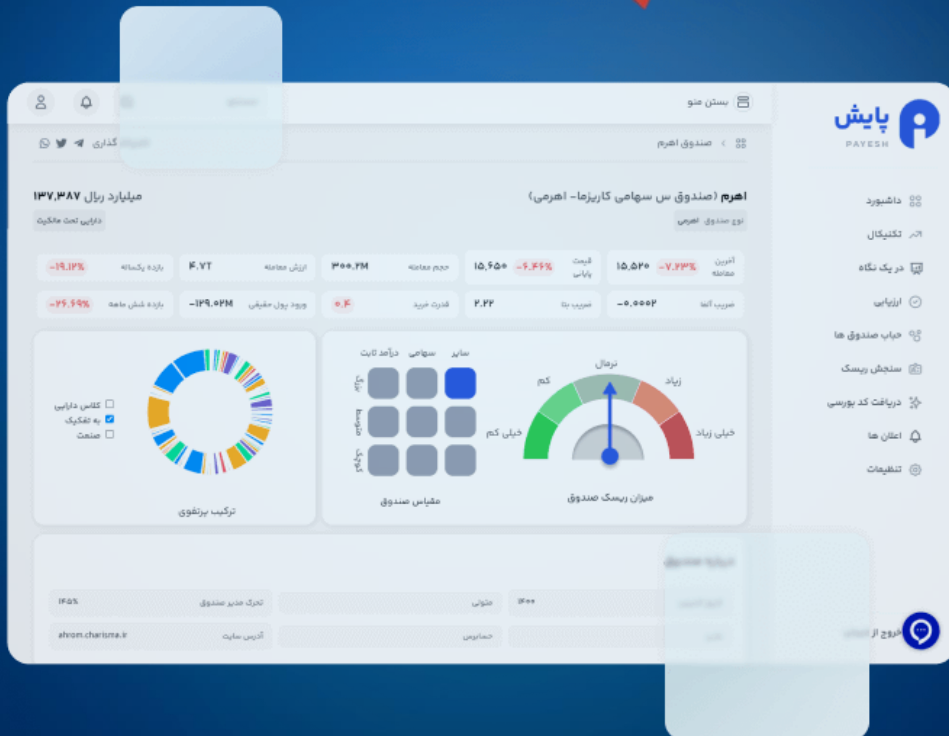 پایش
PAYESH
بستن منو
داشبورد
تکنیکال
در یک نگاه
ارزیابی
حباب صندوق ها
سنجش ریسک
دریافت کد بورسی
اعلان ها
تنظیمات
خروج از
صندوق اهرم
گذاری
اهرم (صندوق س سهامی کاریزما- اهرمی)
نوع صندوق اهرمی
۱۳۷,۳۸۷ میلیارد ریال
دارایی تحت مالکیت
آخرین معامله -۷.۲۳% ۱۵,۵۲۰
قیمت پایانی -۶.۴۶% ۱۵,۶۵۰
حجم معامله ۳۰۰.۲M
ارزش معامله ۴.۷T
بازده یکساله -۱۹.۱۲%
ضریب آلفا -۰.۰۰۰۲
ضریب بتا ۲.۲۲
قدرت خرید ۰.۴
ورود پول حقیقی -۱۲۹.۰۲M
بازده شش ماهه -۲۶.۶۹%
خیلی کم
کم
نرمال
زیاد
خیلی زیاد
میزان ریسک صندوق
سایر سهامی درآمد ثابت
بزرگ
متوسط
کوچک
مقیاس صندوق
کلاس دارایی
به تفکیک
صنعت
ترکیب پرتفوی
۱۴۰۰
متولی
تحرک مدیر صندوق ۱۴۵%
حسابرس
آدرس سایت ahrom.charisma.ir